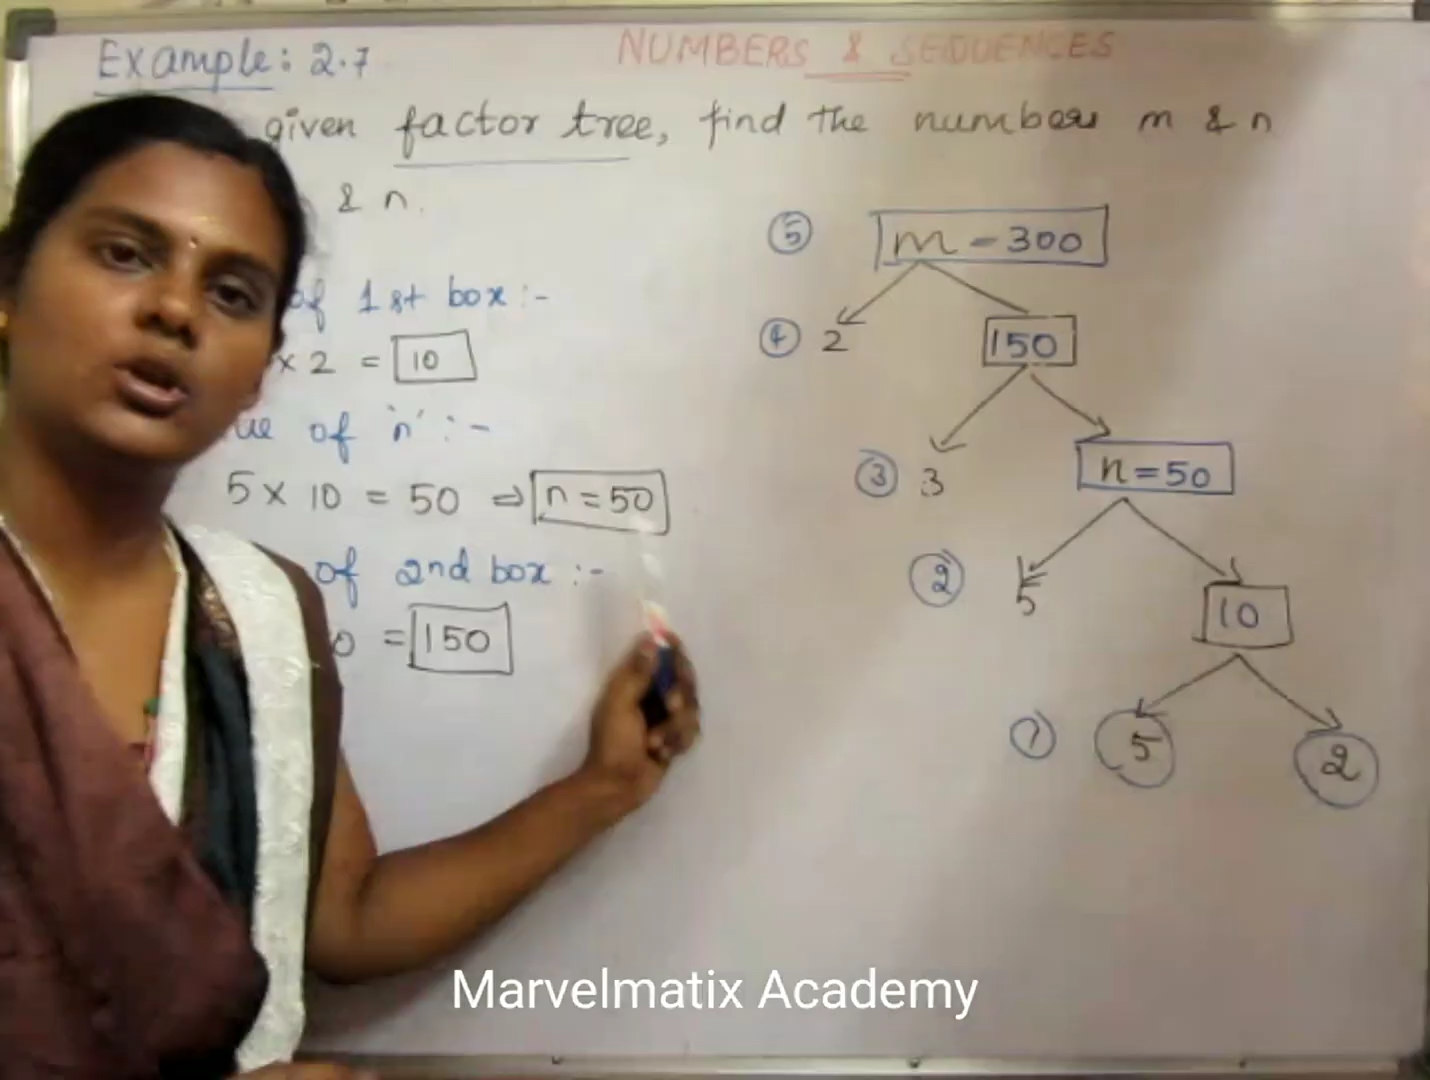 Example: 2.7
NUMBERS & SEQUENCES
given factor tree, find the numbers m & n
& n.
of 1st box :-
× 2 = 10
ue of 'n' :-
5 × 10 = 50 ⇒ n = 50
of 2nd box :-
0 = 150
5 m - 300
4 2 150
3 3 n = 50
2 5 10
1 5 2
Marvelmatix Academy